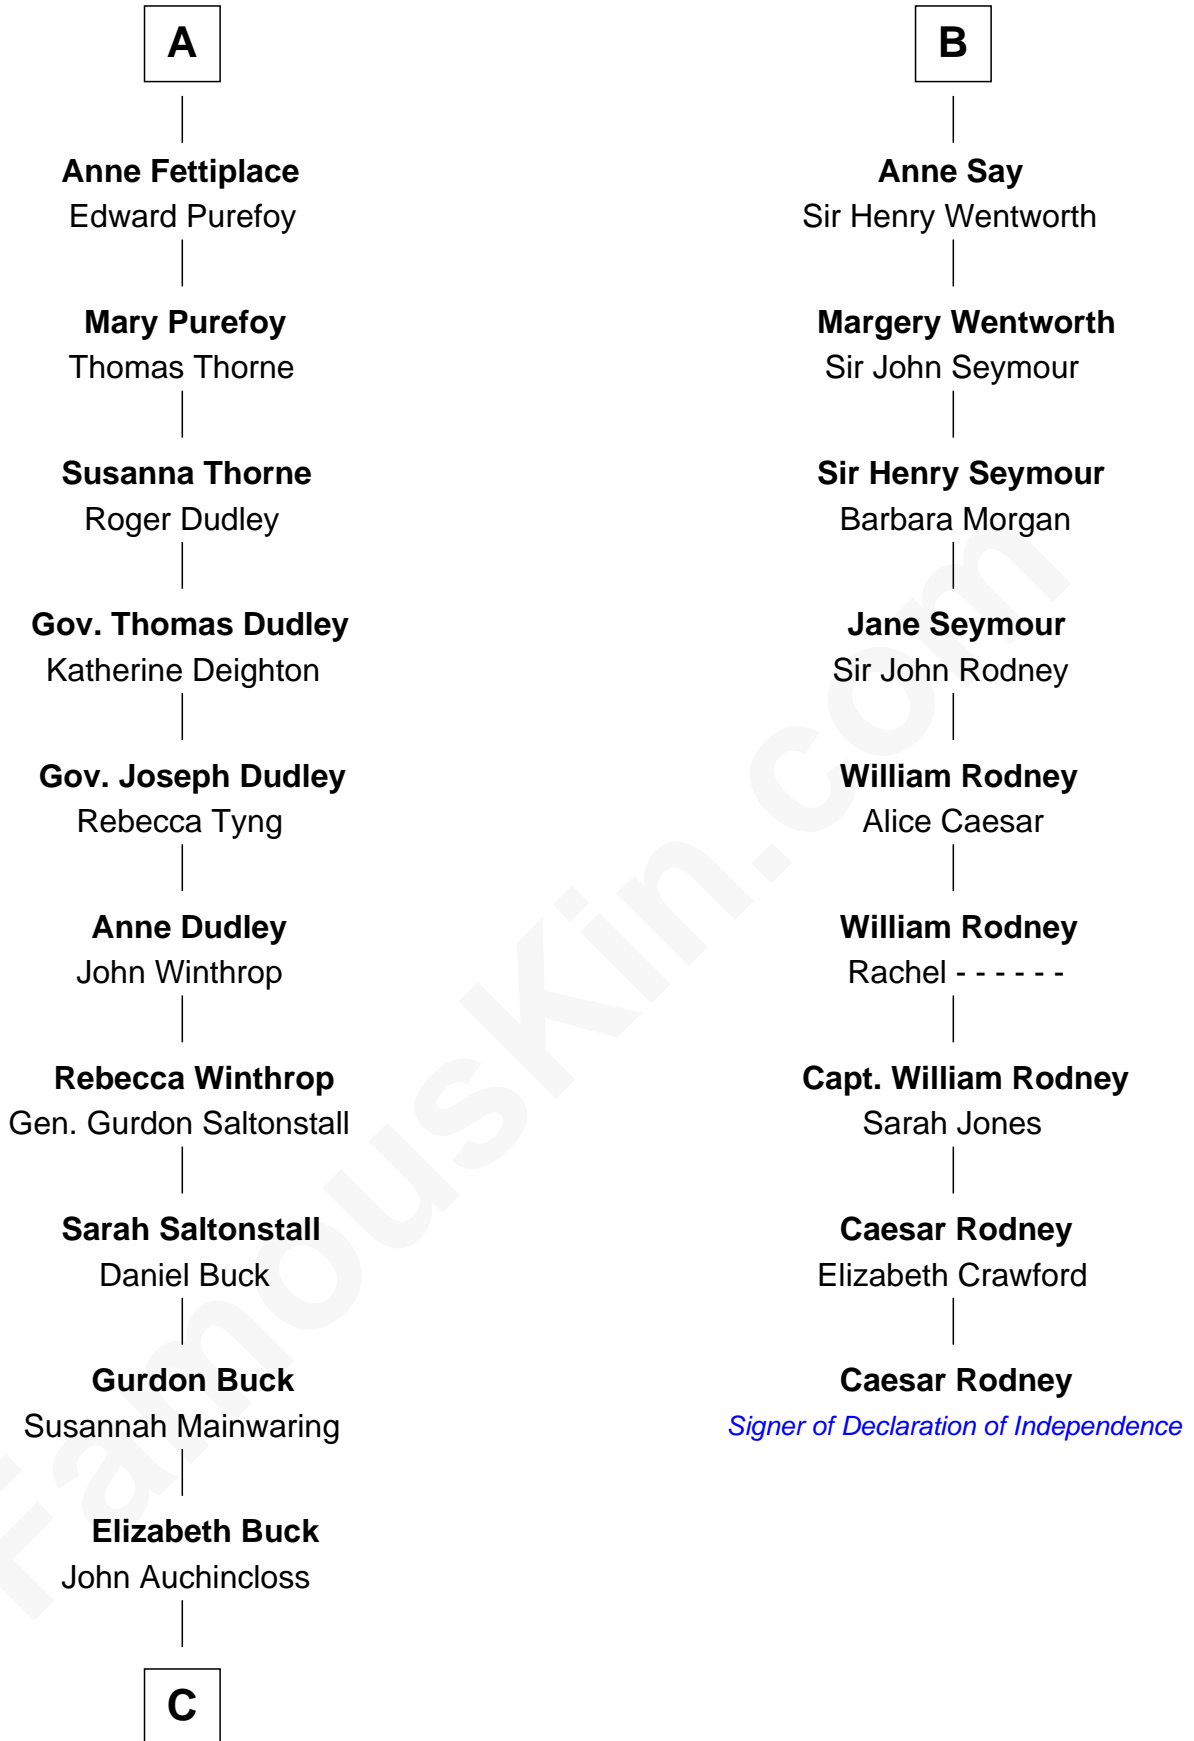 A
Anne Fettiplace
Edward Purefoy
Mary Purefoy
Thomas Thorne
Susanna Thorne
Roger Dudley
Gov. Thomas Dudley
Katherine Deighton
Gov. Joseph Dudley
Rebecca Tyng
Anne Dudley
John Winthrop
Rebecca Winthrop
Gen. Gurdon Saltonstall
Sarah Saltonstall
Daniel Buck
Gurdon Buck
Susannah Mainwaring
Elizabeth Buck
John Auchincloss
C
B
Anne Say
Sir Henry Wentworth
Margery Wentworth
Sir John Seymour
Sir Henry Seymour
Barbara Morgan
Jane Seymour
Sir John Rodney
William Rodney
Alice Caesar
William Rodney
Rachel - - - - - -
Capt. William Rodney
Sarah Jones
Caesar Rodney
Elizabeth Crawford
Caesar Rodney
Signer of Declaration of Independence
FamousKin.com